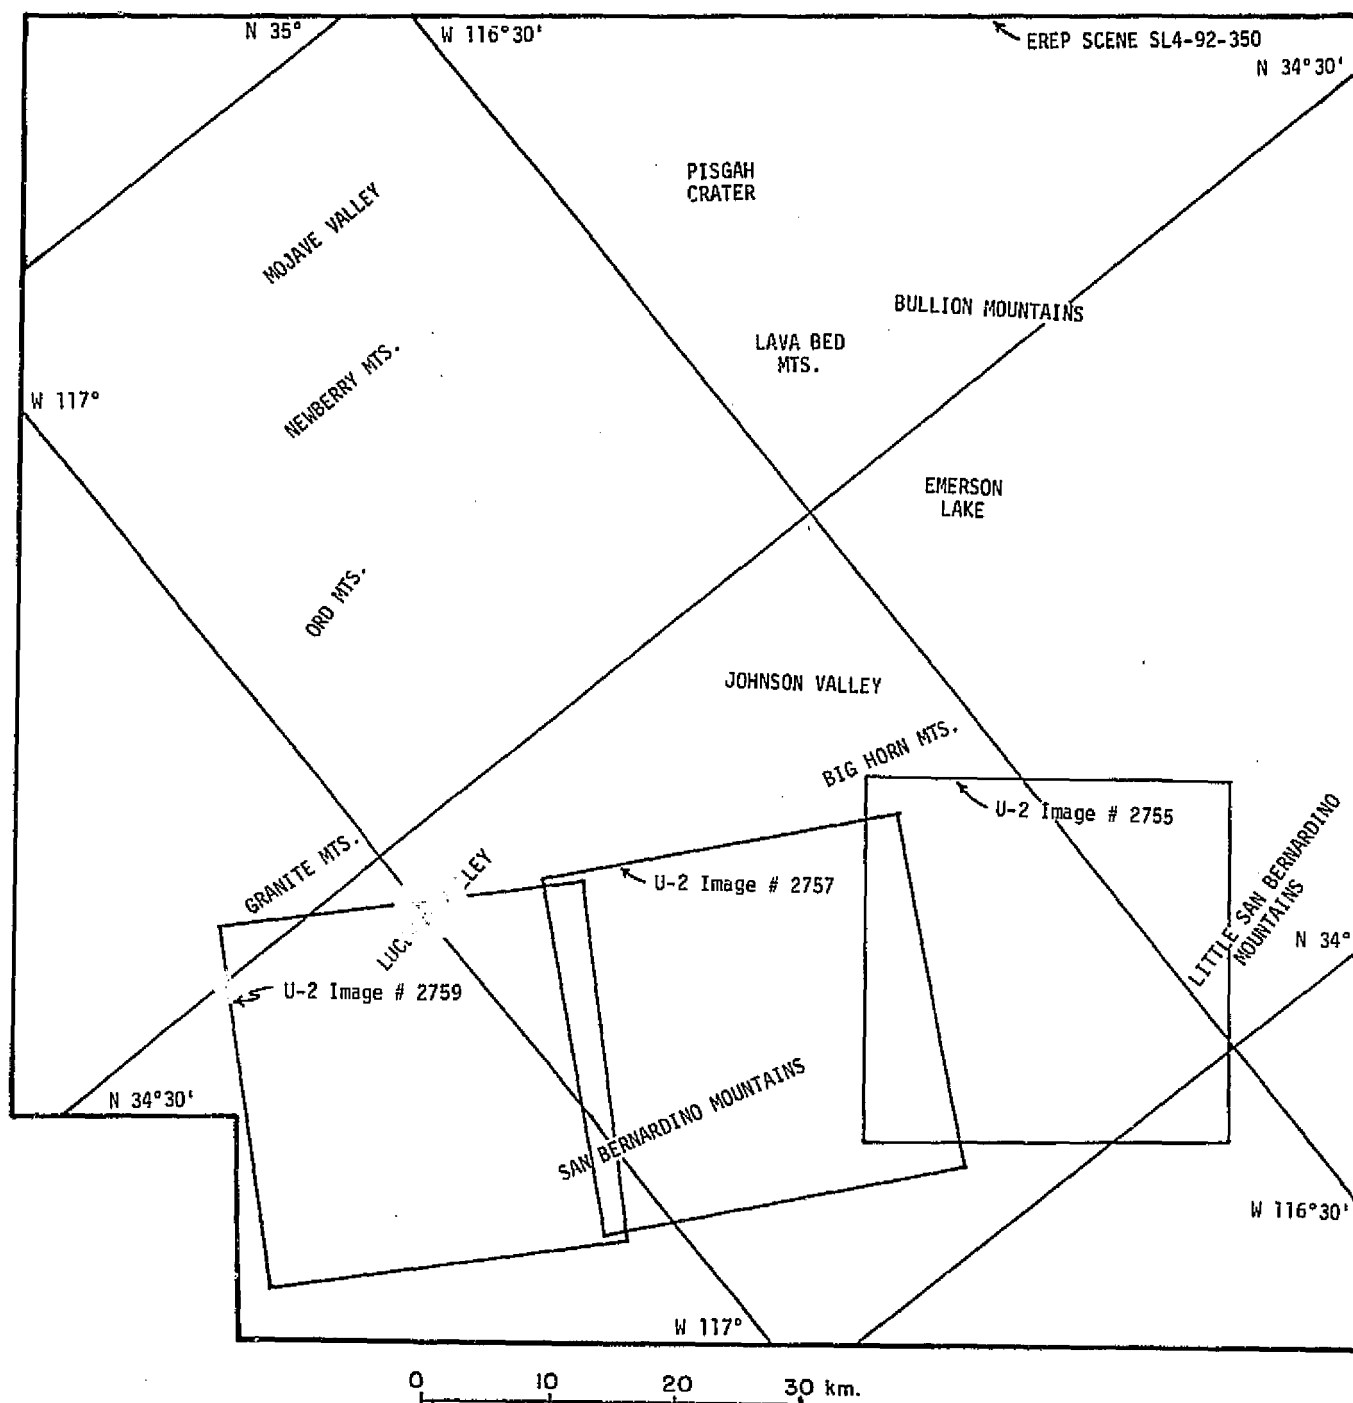 N 35°
W 116°30'
EREP SCENE SL4-92-350
N 34°30'
PISGAH
CRATER
MOJAVE VALLEY
BULLION MOUNTAINS
LAVA BED
MTS.
NEWBERRY MTS.
W 117°
EMERSON
LAKE
ORD MTS.
JOHNSON VALLEY
BIG HORN MTS.
U-2 Image # 2755
GRANITE MTS.
U-2 Image # 2757
LITTLE SAN BERNARDINO
MOUNTAINS
N 34°
U-2 Image # 2759
SAN BERNARDINO MOUNTAINS
N 34°30'
W 116°30'
W 117°
0 10 20 30 km.